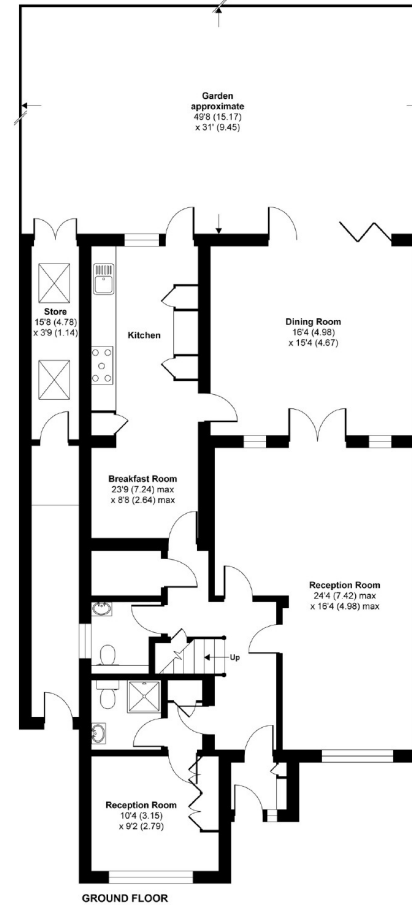 Garden
approximate
49'8 (15.17)
x 31' (9.45)
Store
15'8 (4.78)
x 3'9 (1.14)
Kitchen
Dining Room
16'4 (4.98)
x 15'4 (4.67)
Breakfast Room
23'9 (7.24) max
x 8'8 (2.64) max
Reception Room
24'4 (7.42) max
x 16'4 (4.98) max
Up
Reception Room
10'4 (3.15)
x 9'2 (2.79)
GROUND FLOOR